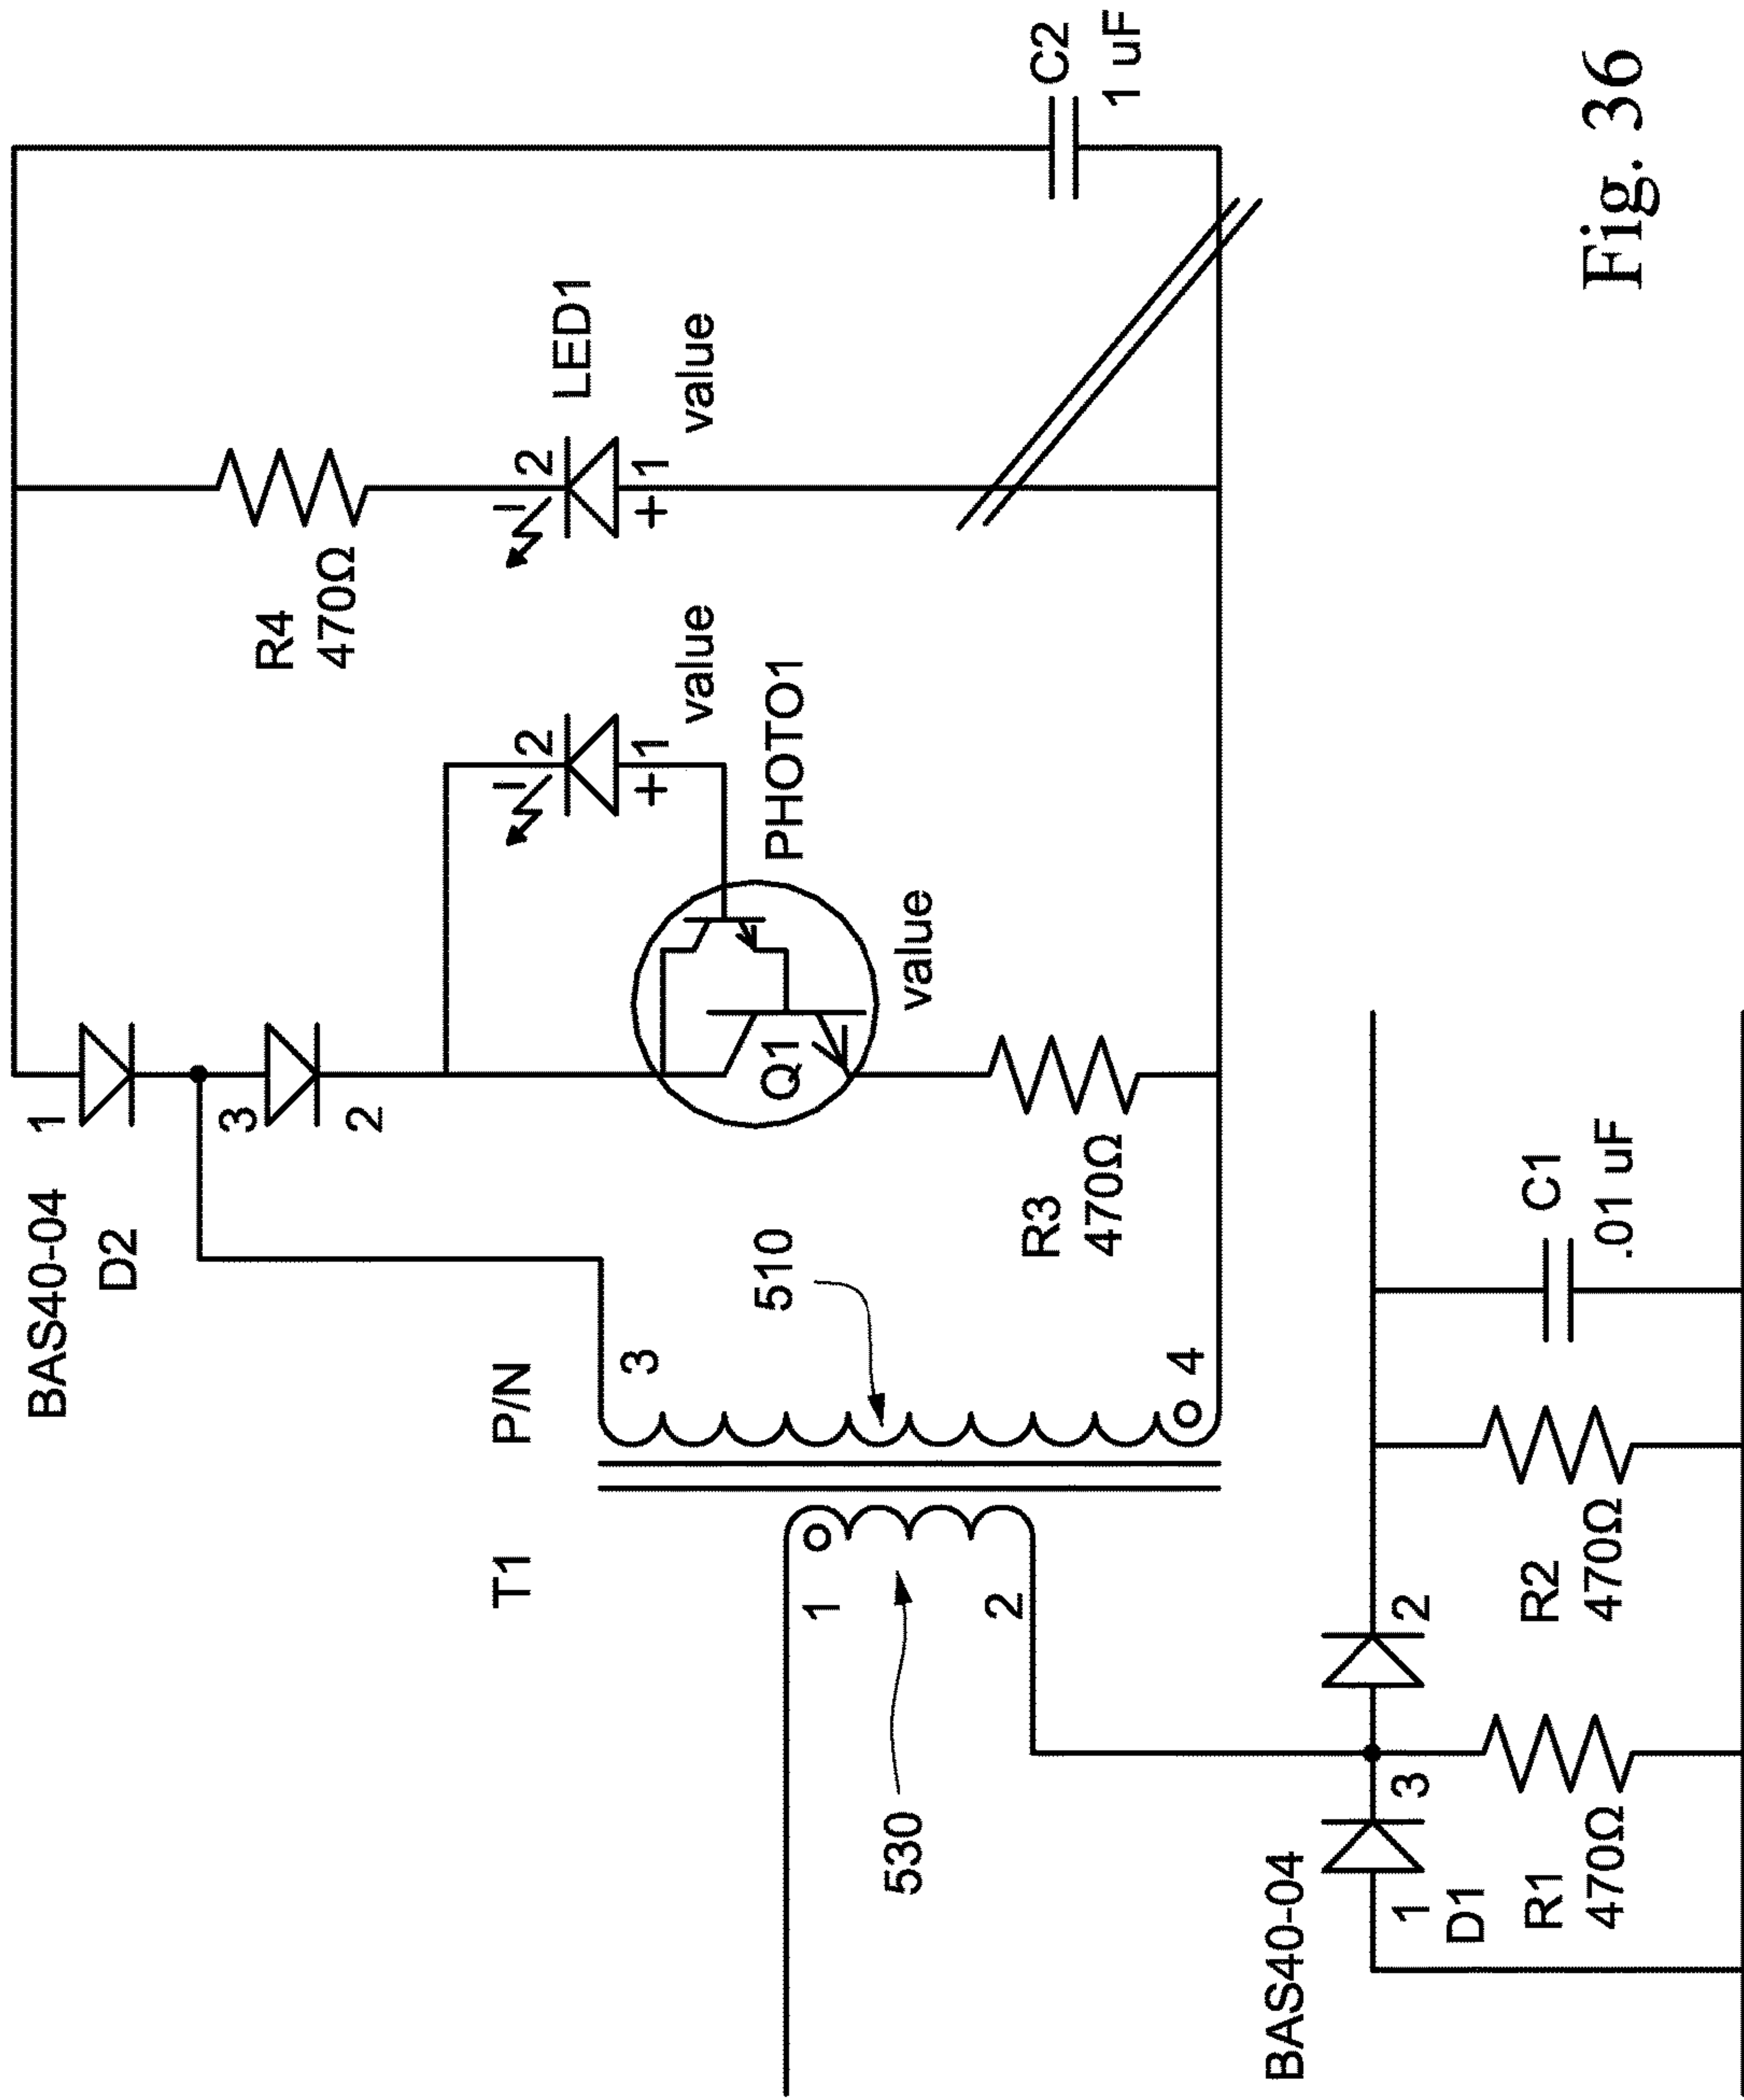 BAS40-04
D2
1
3
2
R4
470Ω
2
LED1
+ 1
value
C2
1 uF
2
+ 1
value
PHOTO1
Q1
value
R3
470Ω
T1
P/N
3
510
4
1
2
530
BAS40-04
1
D1
3
2
R1
470Ω
R2
470Ω
C1
.01 uF
Fig. 36